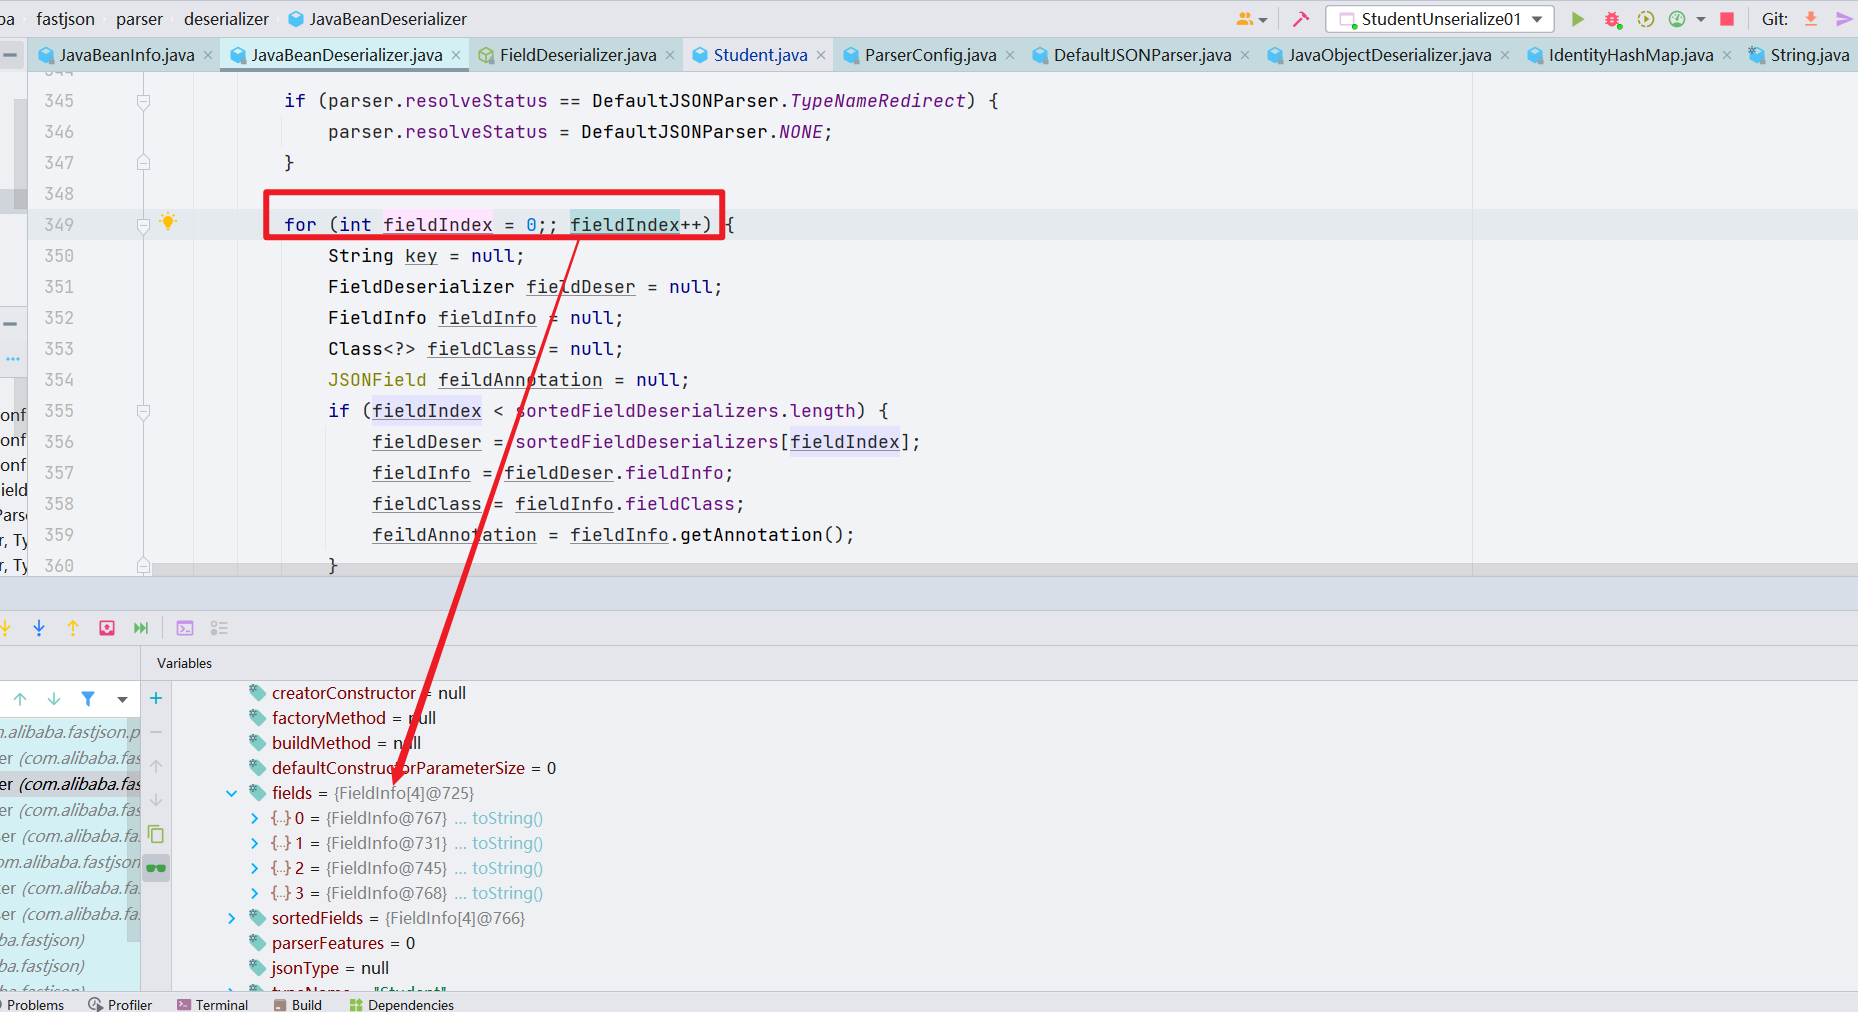 ba fastjson parser deserializer JavaBeanDeserializer StudentUnserialize01 Git:
JavaBeanInfo.java JavaBeanDeserializer.java FieldDeserializer.java Student.java ParserConfig.java DefaultJSONParser.java JavaObjectDeserializer.java IdentityHashMap.java String.java
344
345 if (parser.resolveStatus == DefaultJSONParser.TypeNameRedirect) {
346 parser.resolveStatus = DefaultJSONParser.NONE;
347 }
348
349 for (int fieldIndex = 0;; fieldIndex++) {
350 String key = null;
351 FieldDeserializer fieldDeser = null;
352 FieldInfo fieldInfo = null;
353 Class<?> fieldClass = null;
354 JSONField feildAnnotation = null;
355 if (fieldIndex < sortedFieldDeserializers.length) {
356 fieldDeser = sortedFieldDeserializers[fieldIndex];
357 fieldInfo = fieldDeser.fieldInfo;
358 fieldClass = fieldInfo.fieldClass;
359 feildAnnotation = fieldInfo.getAnnotation();
360 }
onf
onf
onf
ield
Pars
r, Ty
r, Ty
Variables
creatorConstructor = null
factoryMethod = null
buildMethod = null
defaultConstructorParameterSize = 0
fields = {FieldInfo[4]@725}
0 = {FieldInfo@767} ... toString()
1 = {FieldInfo@731} ... toString()
2 = {FieldInfo@745} ... toString()
3 = {FieldInfo@768} ... toString()
sortedFields = {FieldInfo[4]@766}
parserFeatures = 0
jsonType = null
typeName = "Student"
m.alibaba.fastjson.p
er (com.alibaba.fas
er (com.alibaba.fas
er (com.alibaba.fas
ser (com.alibaba.fa
om.alibaba.fastjson
zer (com.alibaba.fa
ser (com.alibaba.fa
ba.fastjson)
ba.fastjson)
Problems Profiler Terminal Build Dependencies